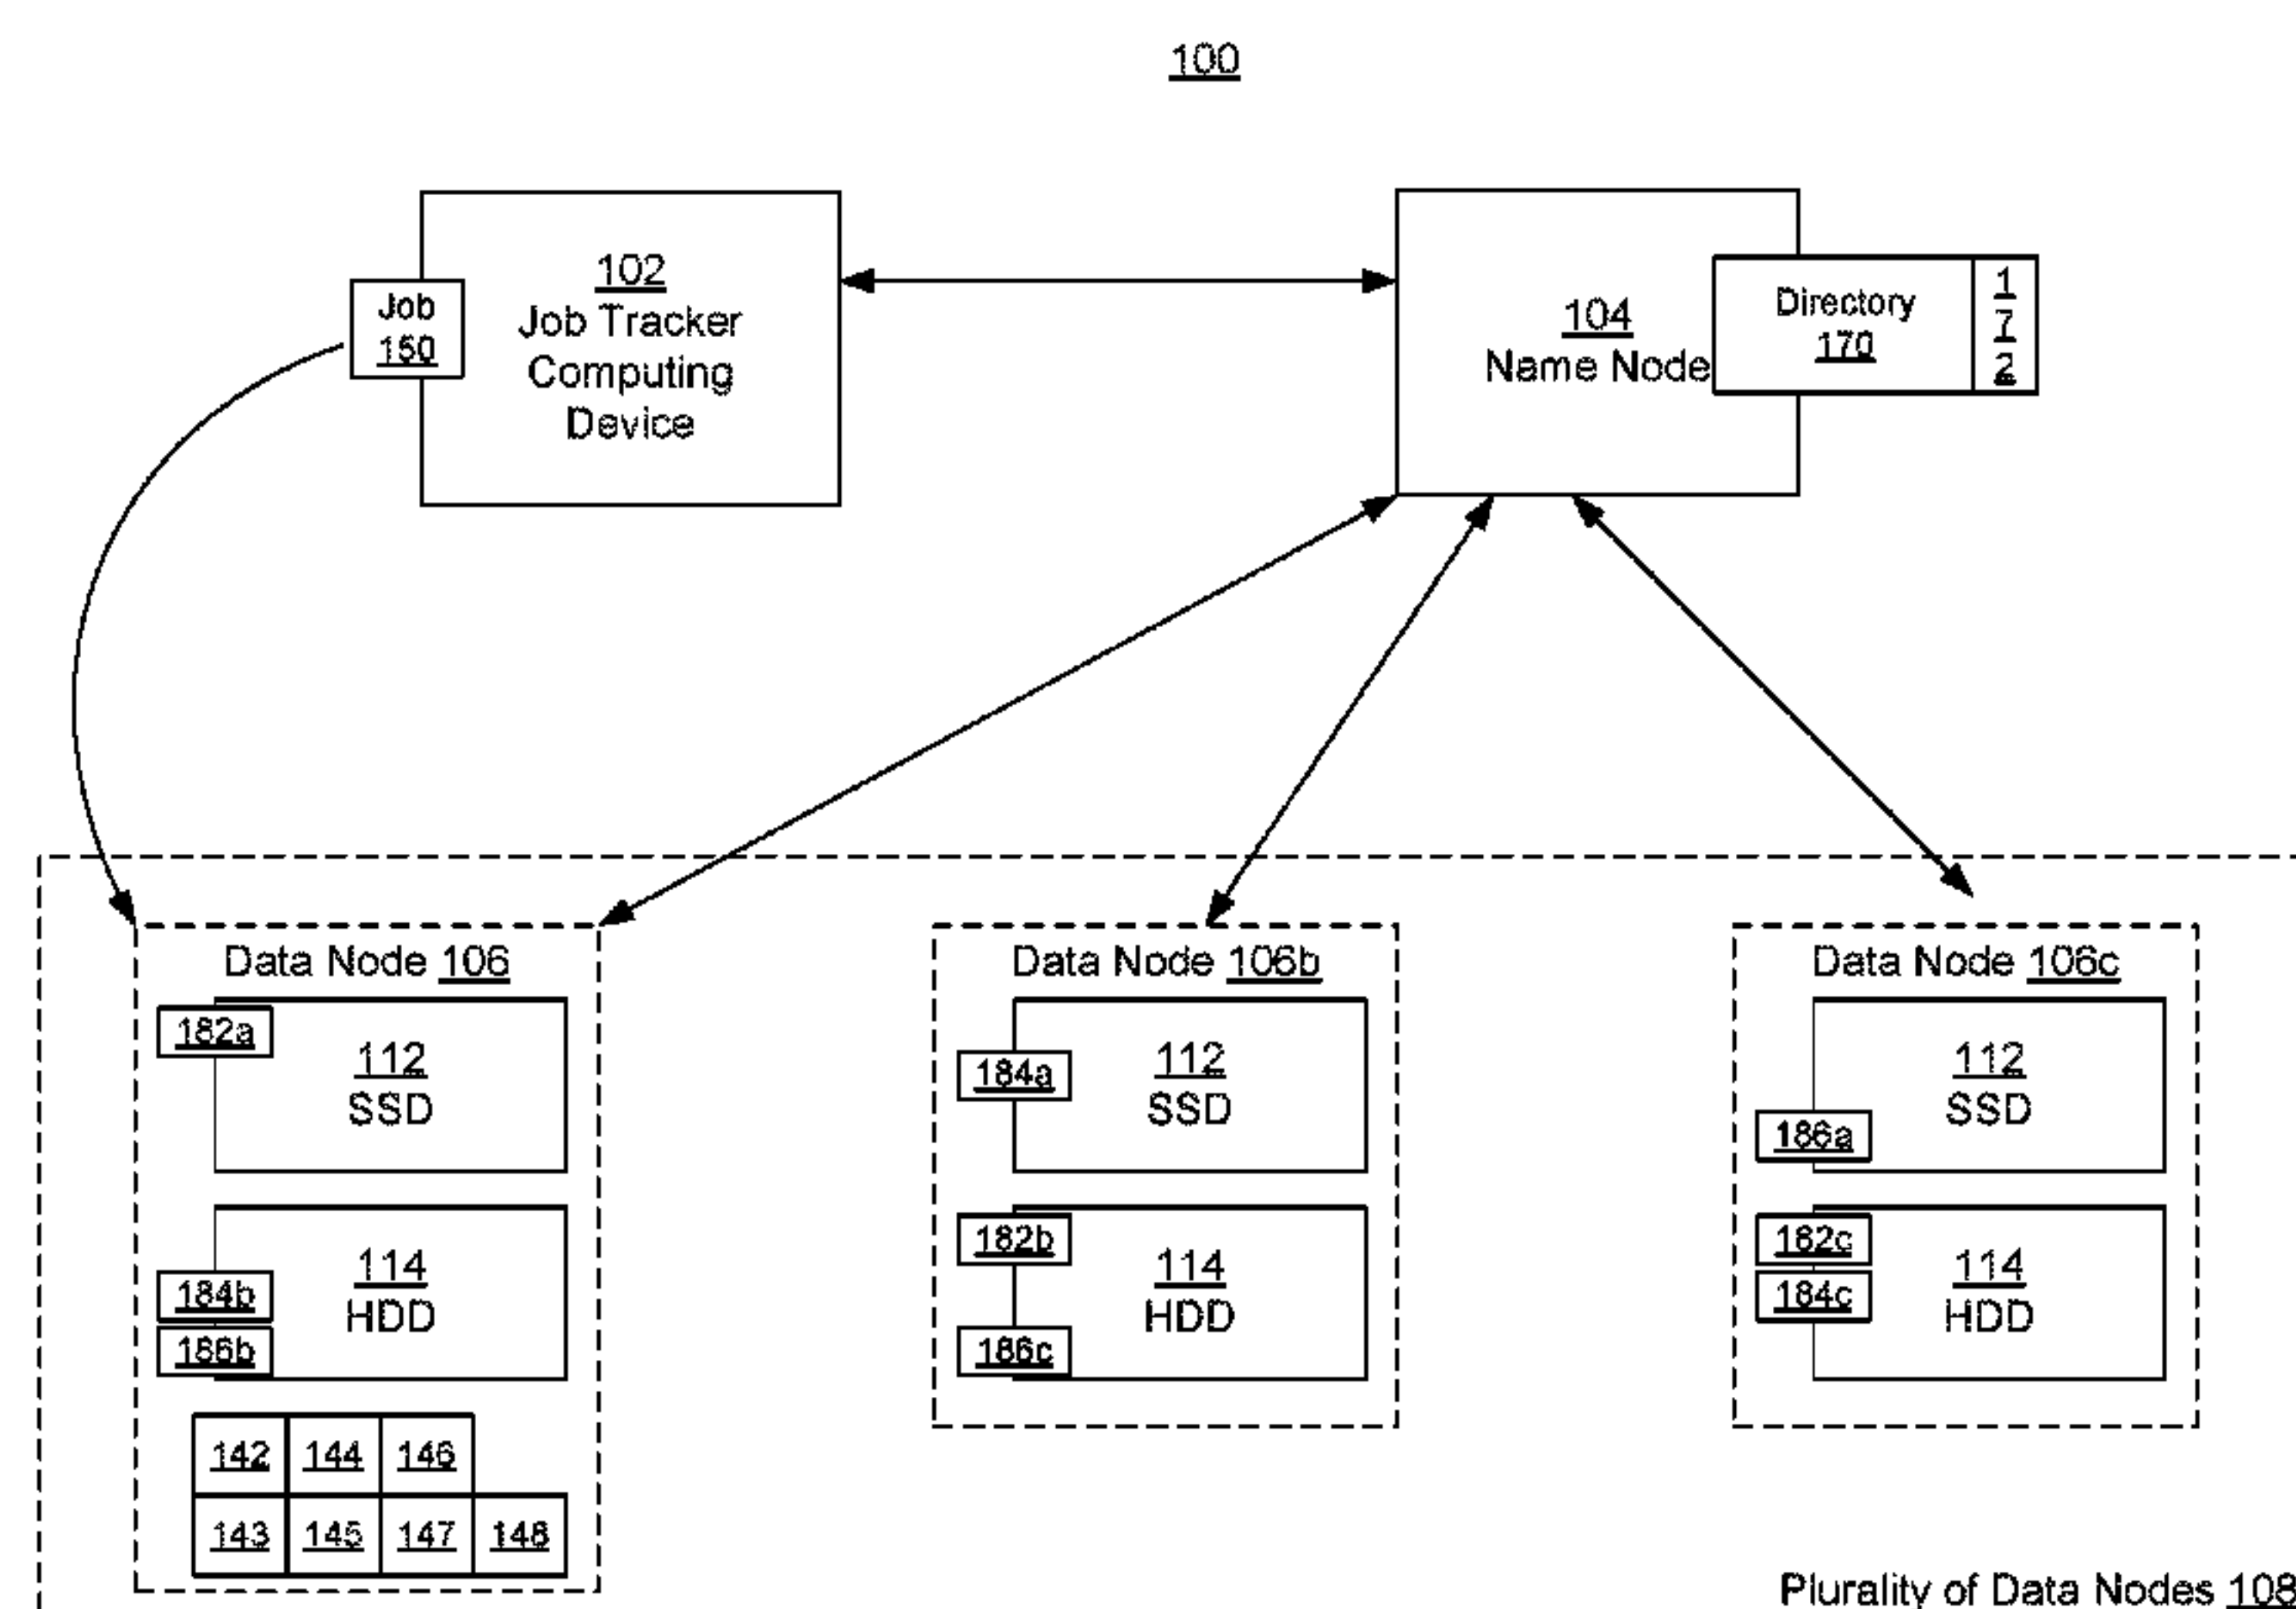 100
102
Job Tracker
Computing
Device
Job
150
104
Name Node
Directory
170
1
7
2
Data Node 106
182a
112
SSD
184b
186b
114
HDD
142 144 146
143 145 147 148
Data Node 106b
184a
112
SSD
182b
186c
114
HDD
Data Node 106c
186a
112
SSD
182c
184c
114
HDD
Plurality of Data Nodes 108